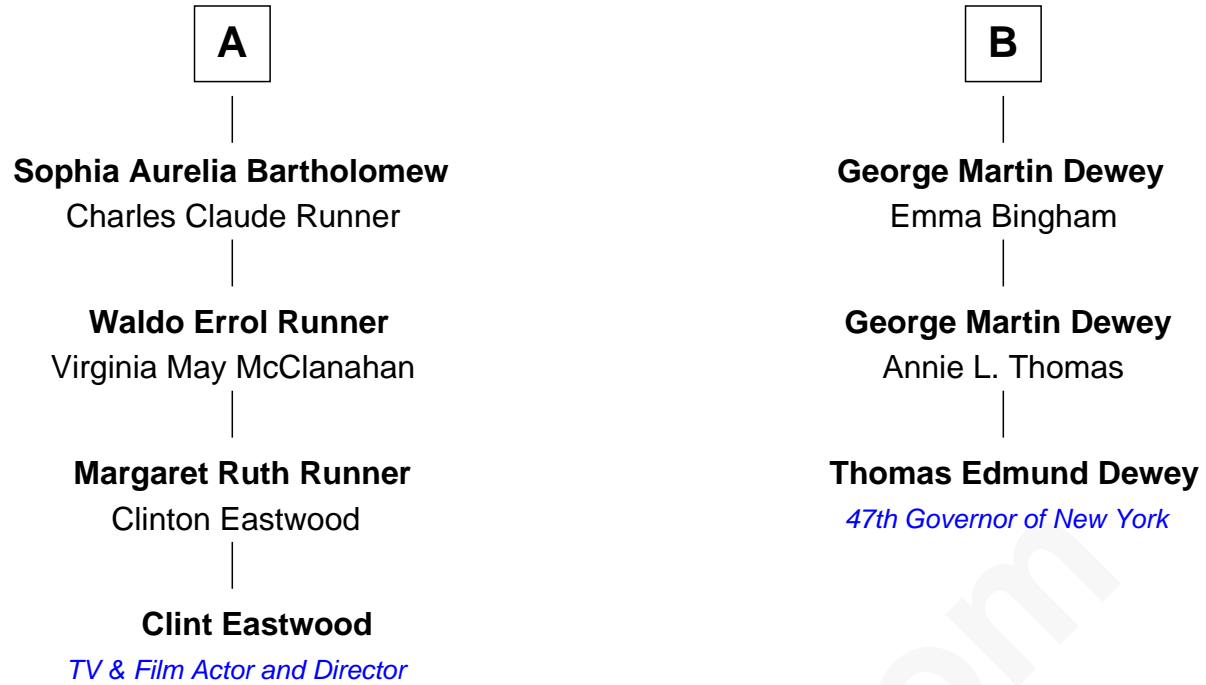 A
Sophia Aurelia Bartholomew
Charles Claude Runner
Waldo Errol Runner
Virginia May McClanahan
Margaret Ruth Runner
Clinton Eastwood
Clint Eastwood
TV & Film Actor and Director
B
George Martin Dewey
Emma Bingham
George Martin Dewey
Annie L. Thomas
Thomas Edmund Dewey
47th Governor of New York
om